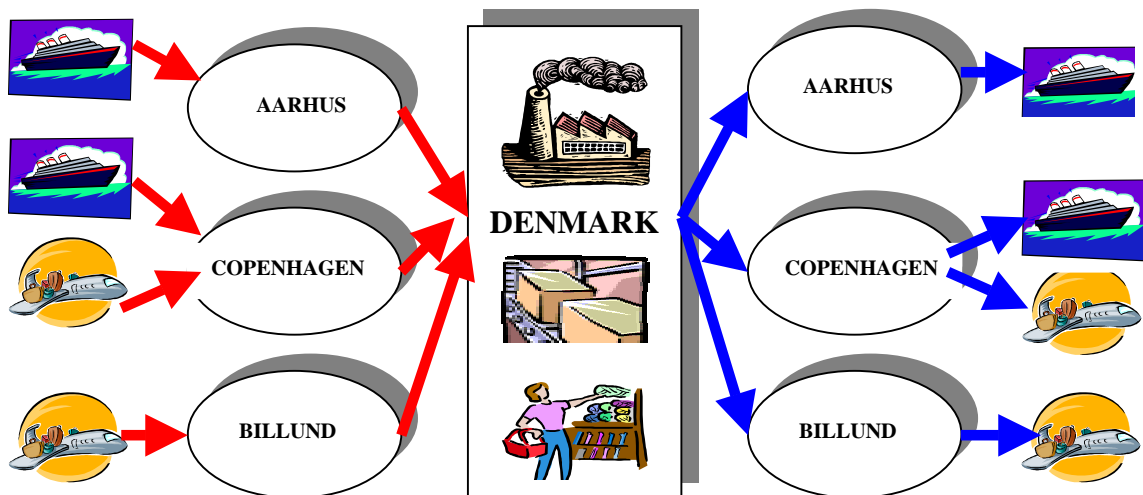 AARHUS
COPENHAGEN
BILLUND
DENMARK
AARHUS
COPENHAGEN
BILLUND